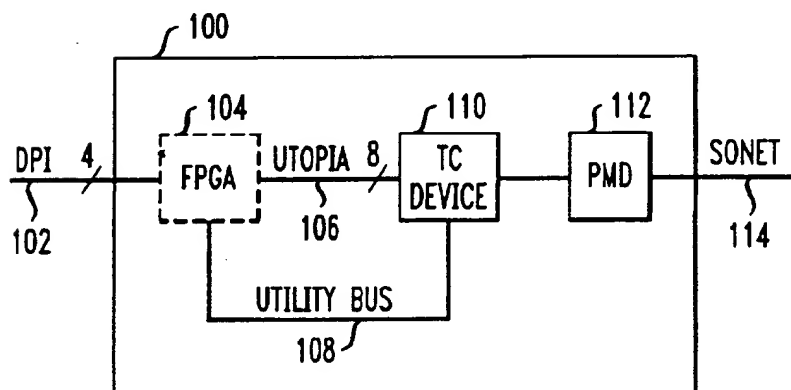 100
104
110
112
DPI
4
FPGA
UTOPIA
8
TC
DEVICE
PMD
SONET
102
106
114
UTILITY BUS
108